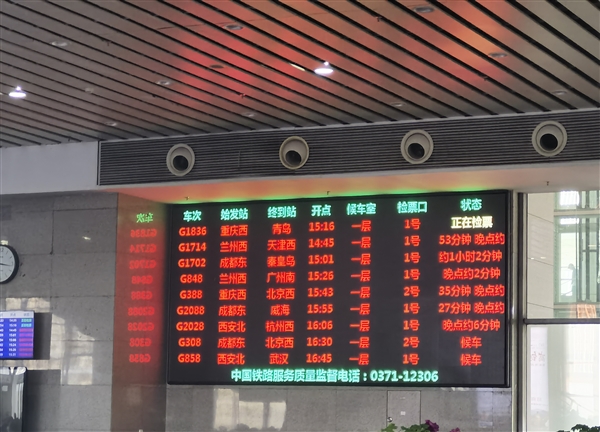 车次 始发站 终到站 开点 候车室 检票口 状态
G1836 重庆西 青岛 15:16 一层 1号 正在检票
G1714 兰州西 天津西 14:45 一层 1号 53分钟 晚点约
G1702 成都东 秦皇岛 15:01 一层 1号 约1小时2分钟
G848 兰州西 广州南 15:26 一层 1号 晚点约2分钟
G388 重庆西 北京西 15:43 一层 2号 35分钟 晚点约
G2088 成都东 威海 15:55 一层 1号 27分钟 晚点约
G2028 西安北 杭州西 16:06 一层 1号 晚点约6分钟
G308 成都东 北京西 16:30 一层 2号 候车
G858 西安北 武汉 16:45 一层 1号 候车
中国铁路服务质量监督电话：0371-12306